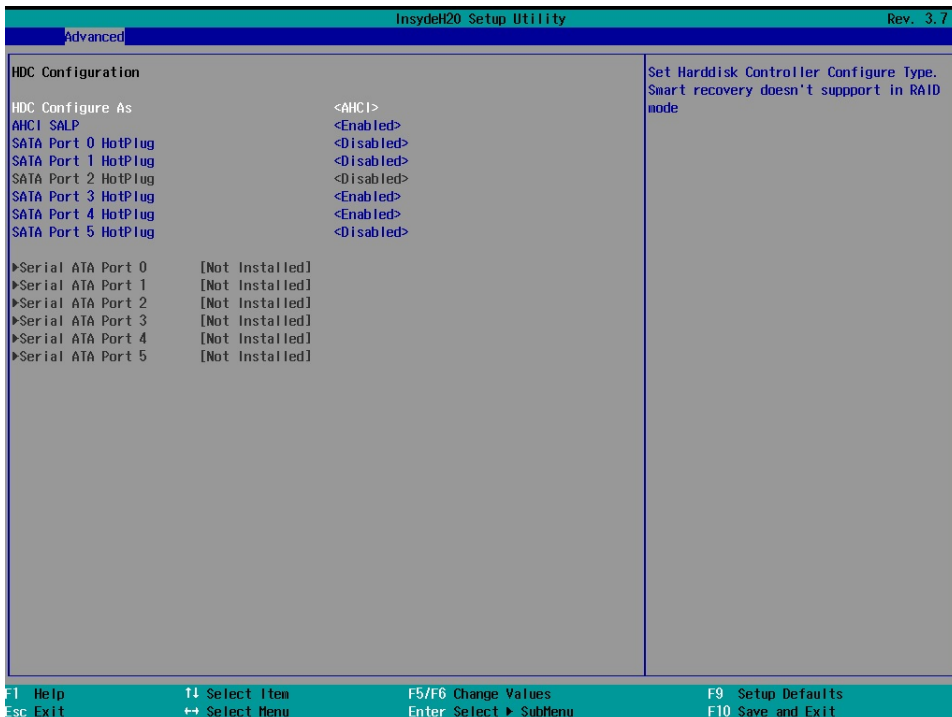 InsydeH20 Setup Utility Rev. 3.7
Advanced
HDC Configuration
HDC Configure As <AHCI>
AHCI SALP <Enabled>
SATA Port 0 HotPlug <Disabled>
SATA Port 1 HotPlug <Disabled>
SATA Port 2 HotPlug <Disabled>
SATA Port 3 HotPlug <Enabled>
SATA Port 4 HotPlug <Enabled>
SATA Port 5 HotPlug <Disabled>
▶Serial ATA Port 0 [Not Installed]
▶Serial ATA Port 1 [Not Installed]
▶Serial ATA Port 2 [Not Installed]
▶Serial ATA Port 3 [Not Installed]
▶Serial ATA Port 4 [Not Installed]
▶Serial ATA Port 5 [Not Installed]
Set Harddisk Controller Configure Type.
Smart recovery doesn't suppport in RAID
mode
F1 Help ↑↓ Select Item F5/F6 Change Values F9 Setup Defaults
Esc Exit ↔ Select Menu Enter Select ▶ SubMenu F10 Save and Exit